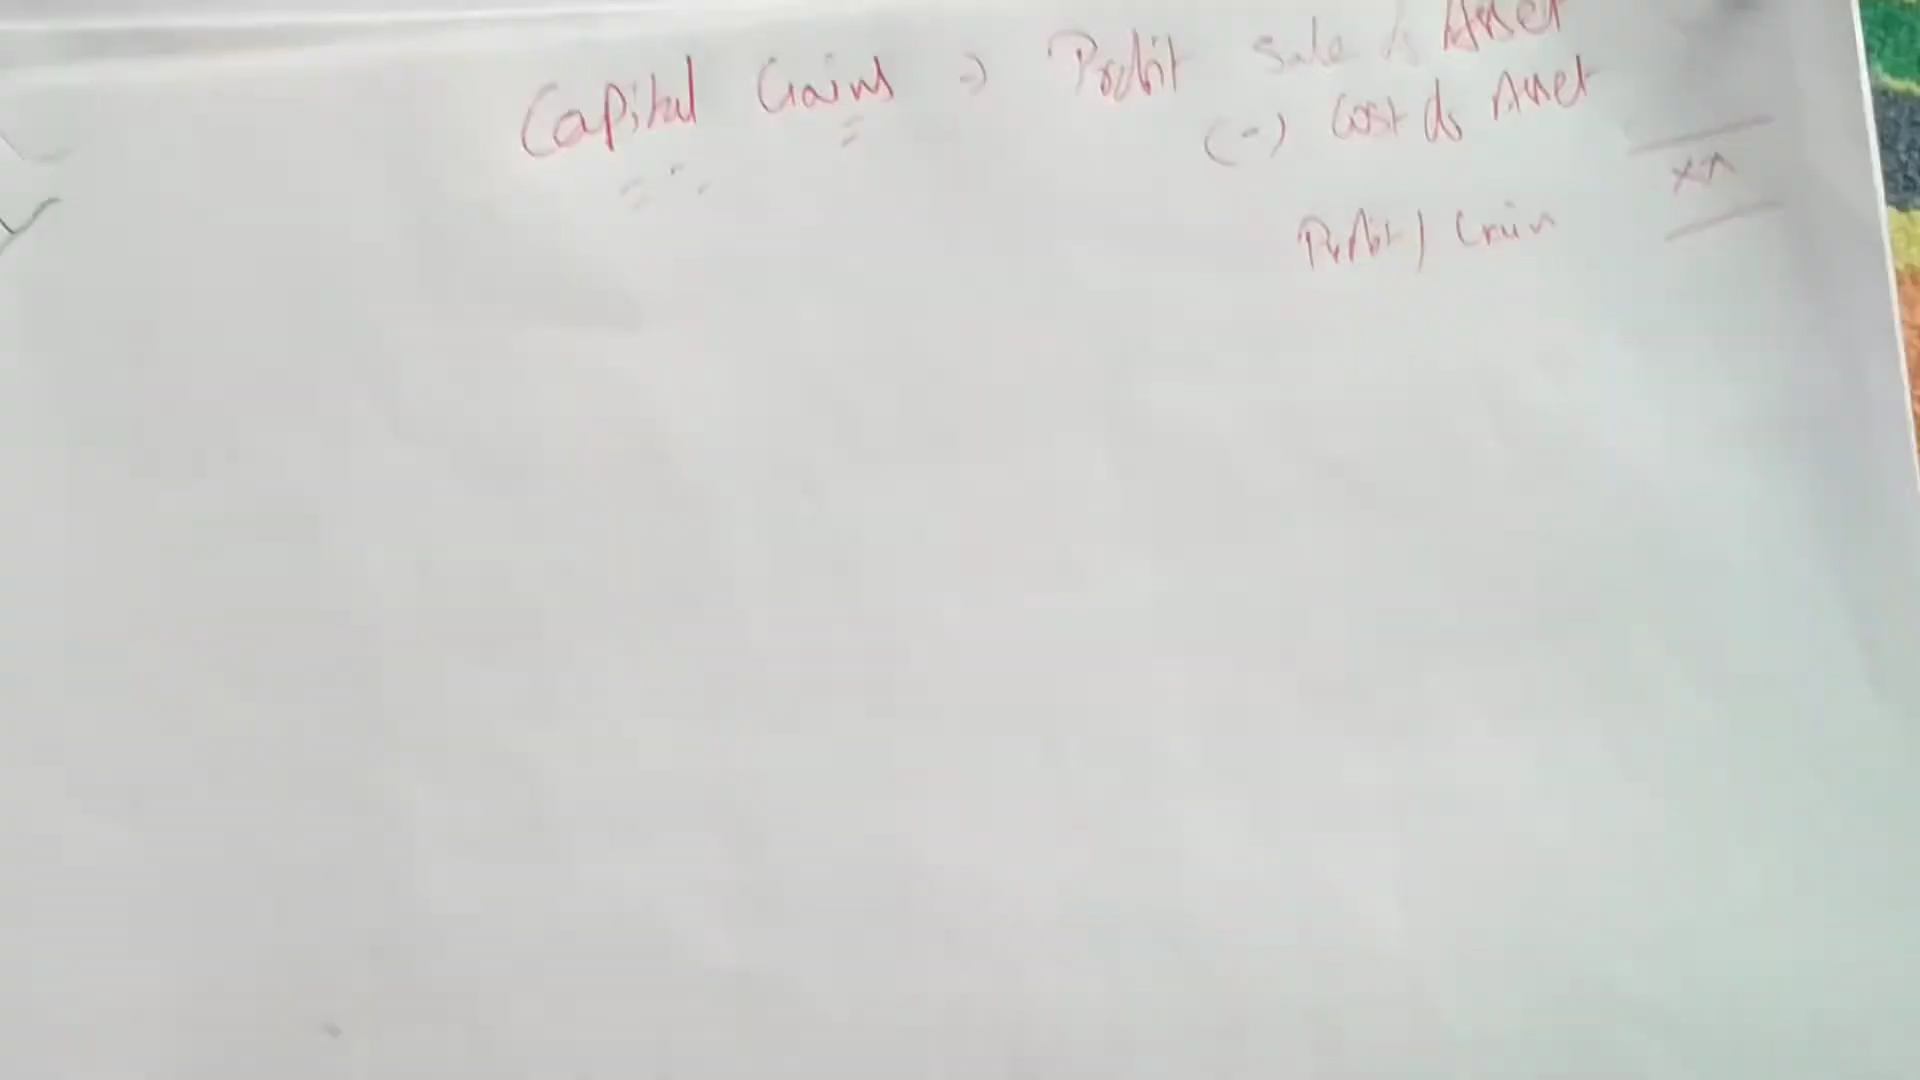 Capital Gains ⇒ Profit Sale of Asset
(-) Cost of Asset
xx
Profit / Gain